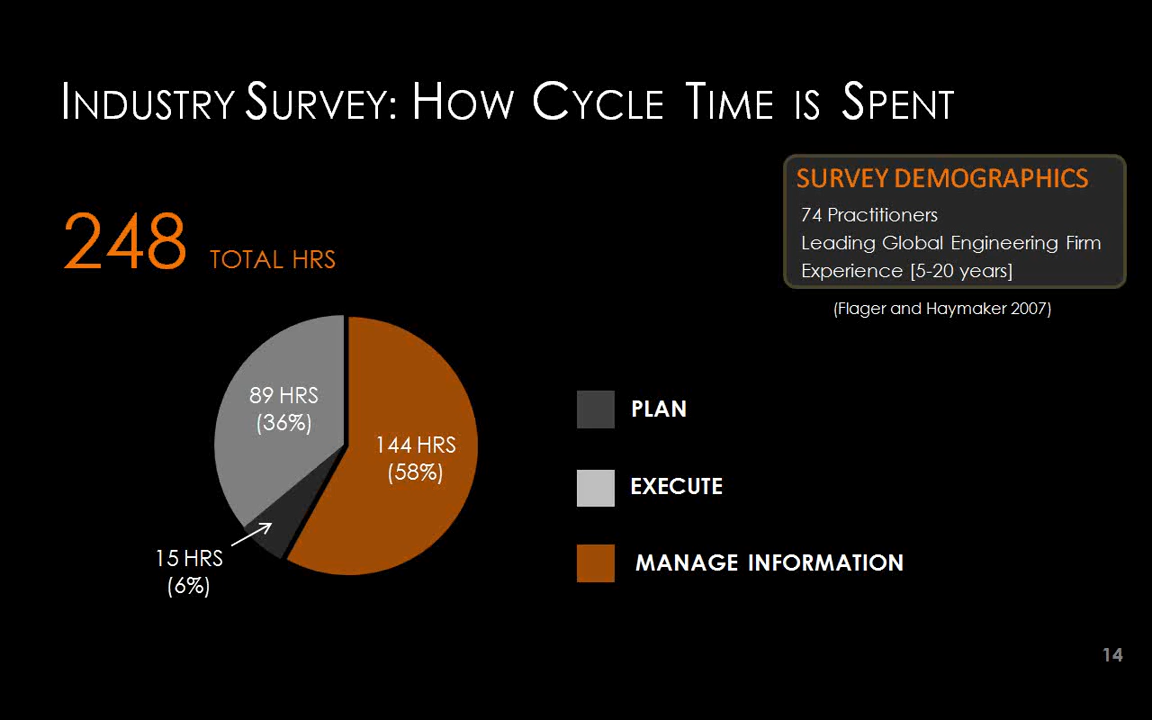 INDUSTRY SURVEY: HOW CYCLE TIME IS SPENT
SURVEY DEMOGRAPHICS
74 Practitioners
Leading Global Engineering Firm
Experience [5-20 years]
(Flager and Haymaker 2007)
248 TOTAL HRS
89 HRS
(36%)
144 HRS
(58%)
15 HRS
(6%)
PLAN
EXECUTE
MANAGE INFORMATION
14